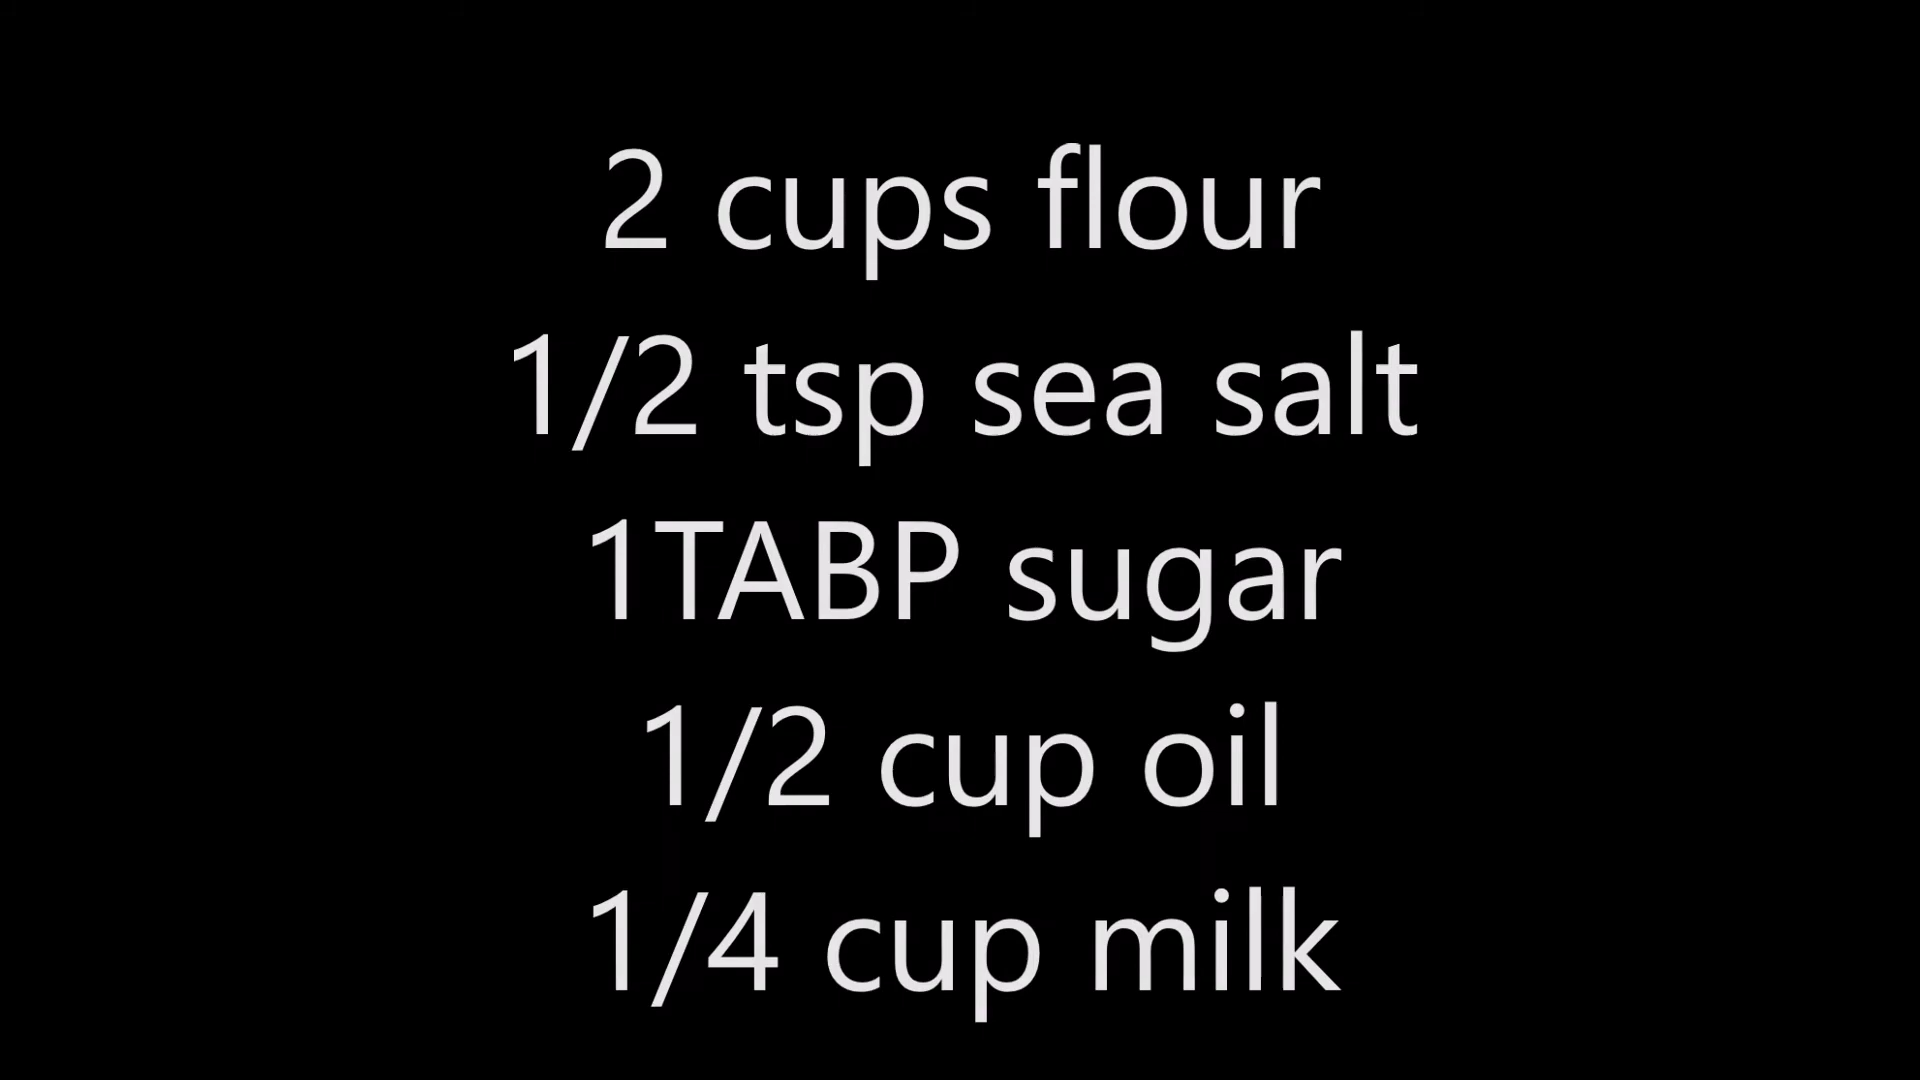 2 cups flour
1/2 tsp sea salt
1TABP sugar
1/2 cup oil
1/4 cup milk